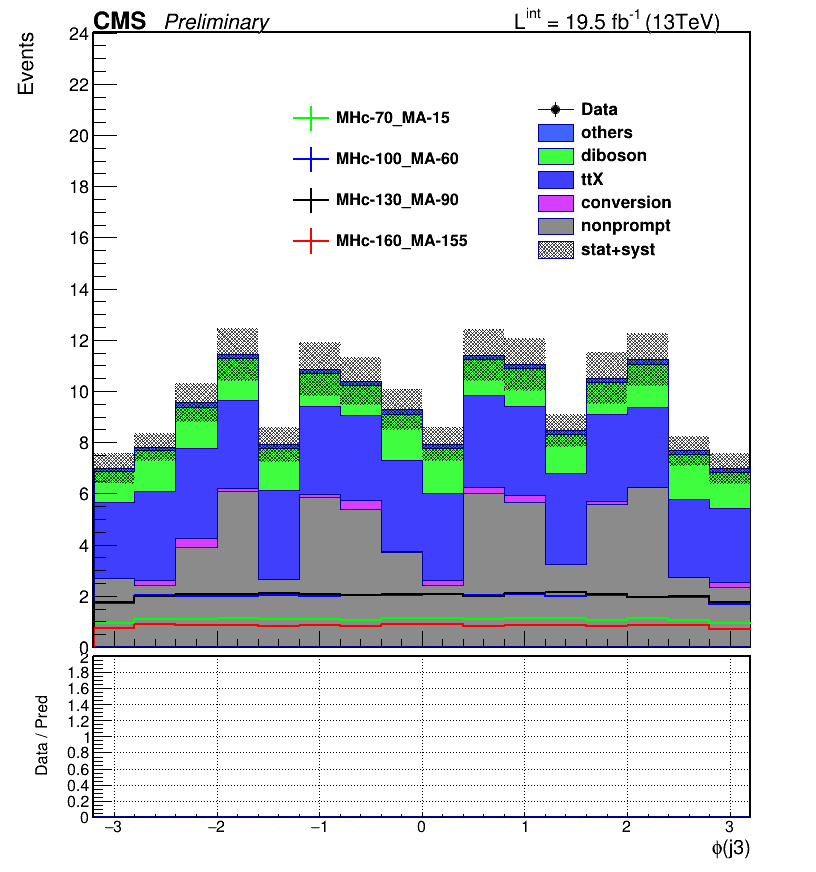 CMS Preliminary L^int = 19.5 fb^-1 (13TeV)
Events
24
22
20
18
16
14
12
10
8
6
4
2
0
MHc-70_MA-15
MHc-100_MA-60
MHc-130_MA-90
MHc-160_MA-155
Data
others
diboson
ttX
conversion
nonprompt
stat+syst
Data / Pred
2
1.8
1.6
1.4
1.2
1
0.8
0.6
0.4
0.2
0
−3 −2 −1 0 1 2 3
ϕ(j3)